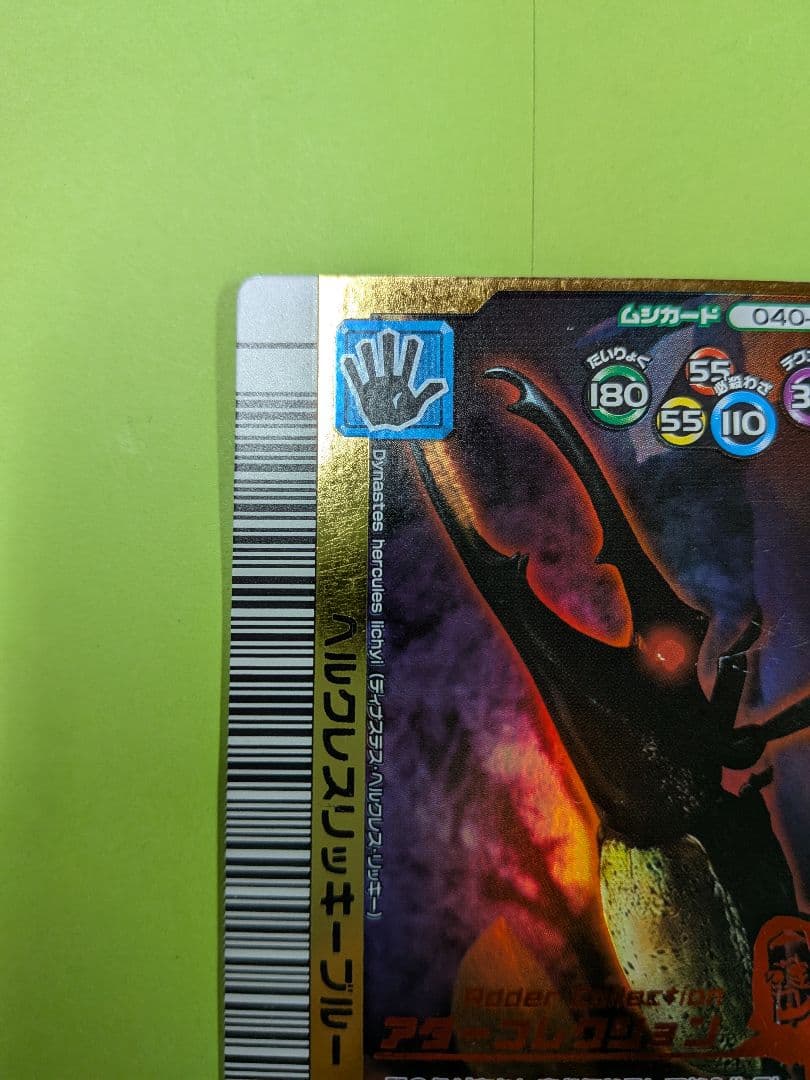 ムシカード 040-
たいりょく
180
55
55
必殺わざ
110
3
Dynastes hercules lichyi (ディナステス・ヘルクレス・リッキー)
ヘルクレスリッキーブルー
Adder Collection
アダーコレクション